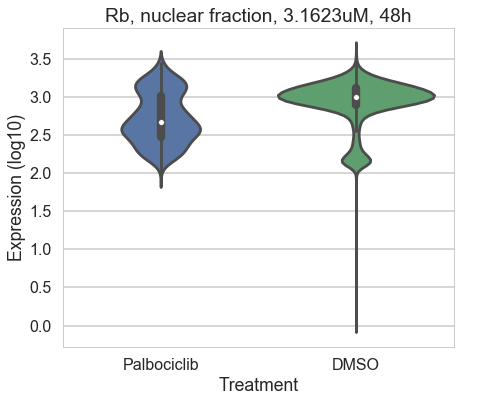 Rb, nuclear fraction, 3.1623uM, 48h
Expression (log10)
3.5
3.0
2.5
2.0
1.5
1.0
0.5
0.0
Palbociclib DMSO
Treatment